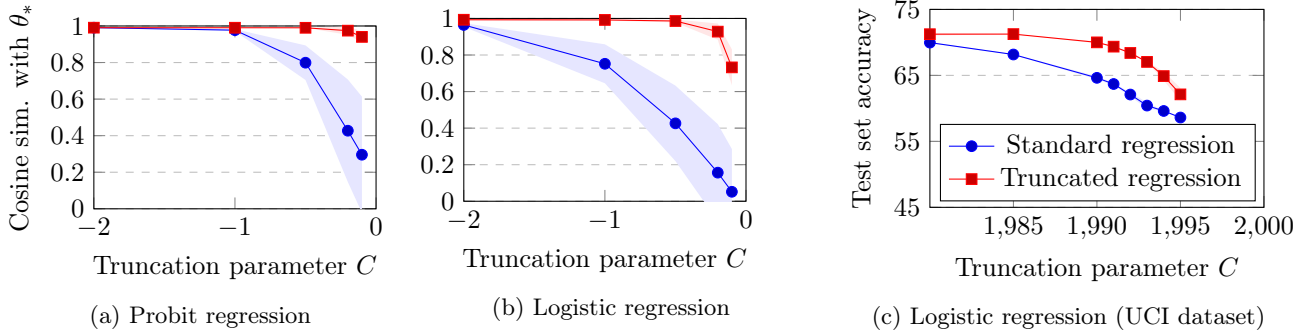 Cosine sim. with θ*
1
0.8
0.6
0.4
0.2
0
−2
−1
0
Truncation parameter C
(a) Probit regression
1
0.8
0.6
0.4
0.2
0
−2
−1
0
Truncation parameter C
(b) Logistic regression
Test set accuracy
75
65
55
45
Standard regression
Truncated regression
1,985
1,990
1,995
2,000
Truncation parameter C
(c) Logistic regression (UCI dataset)